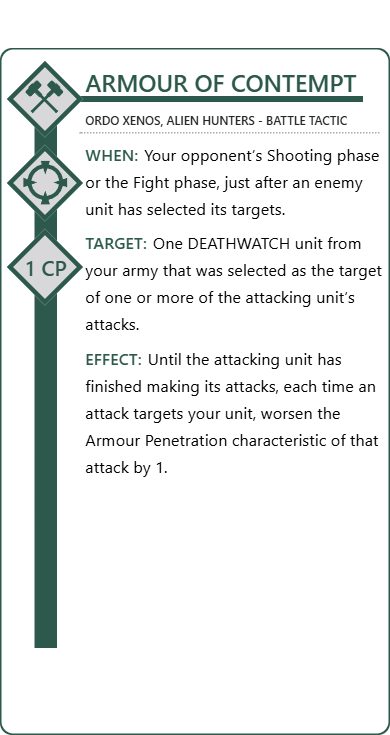 ARMOUR OF CONTEMPT
ORDO XENOS, ALIEN HUNTERS - BATTLE TACTIC
WHEN: Your opponent’s Shooting phase
or the Fight phase, just after an enemy
unit has selected its targets.
TARGET: One DEATHWATCH unit from
your army that was selected as the target
of one or more of the attacking unit’s
attacks.
1 CP
EFFECT: Until the attacking unit has
finished making its attacks, each time an
attack targets your unit, worsen the
Armour Penetration characteristic of that
attack by 1.